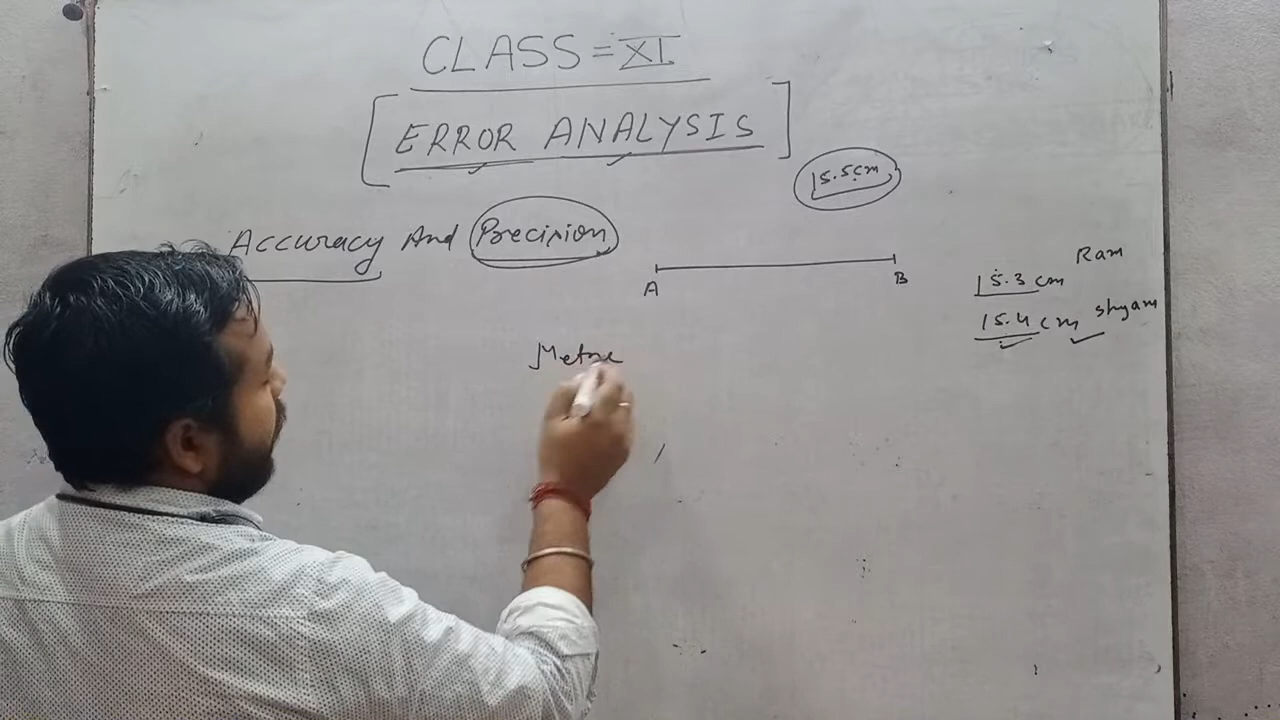 CLASS = XI
ERROR ANALYSIS
15.5cm
Accuracy And Precision
A B
15.3 cm Ram
15.4 cm shyam
Metre